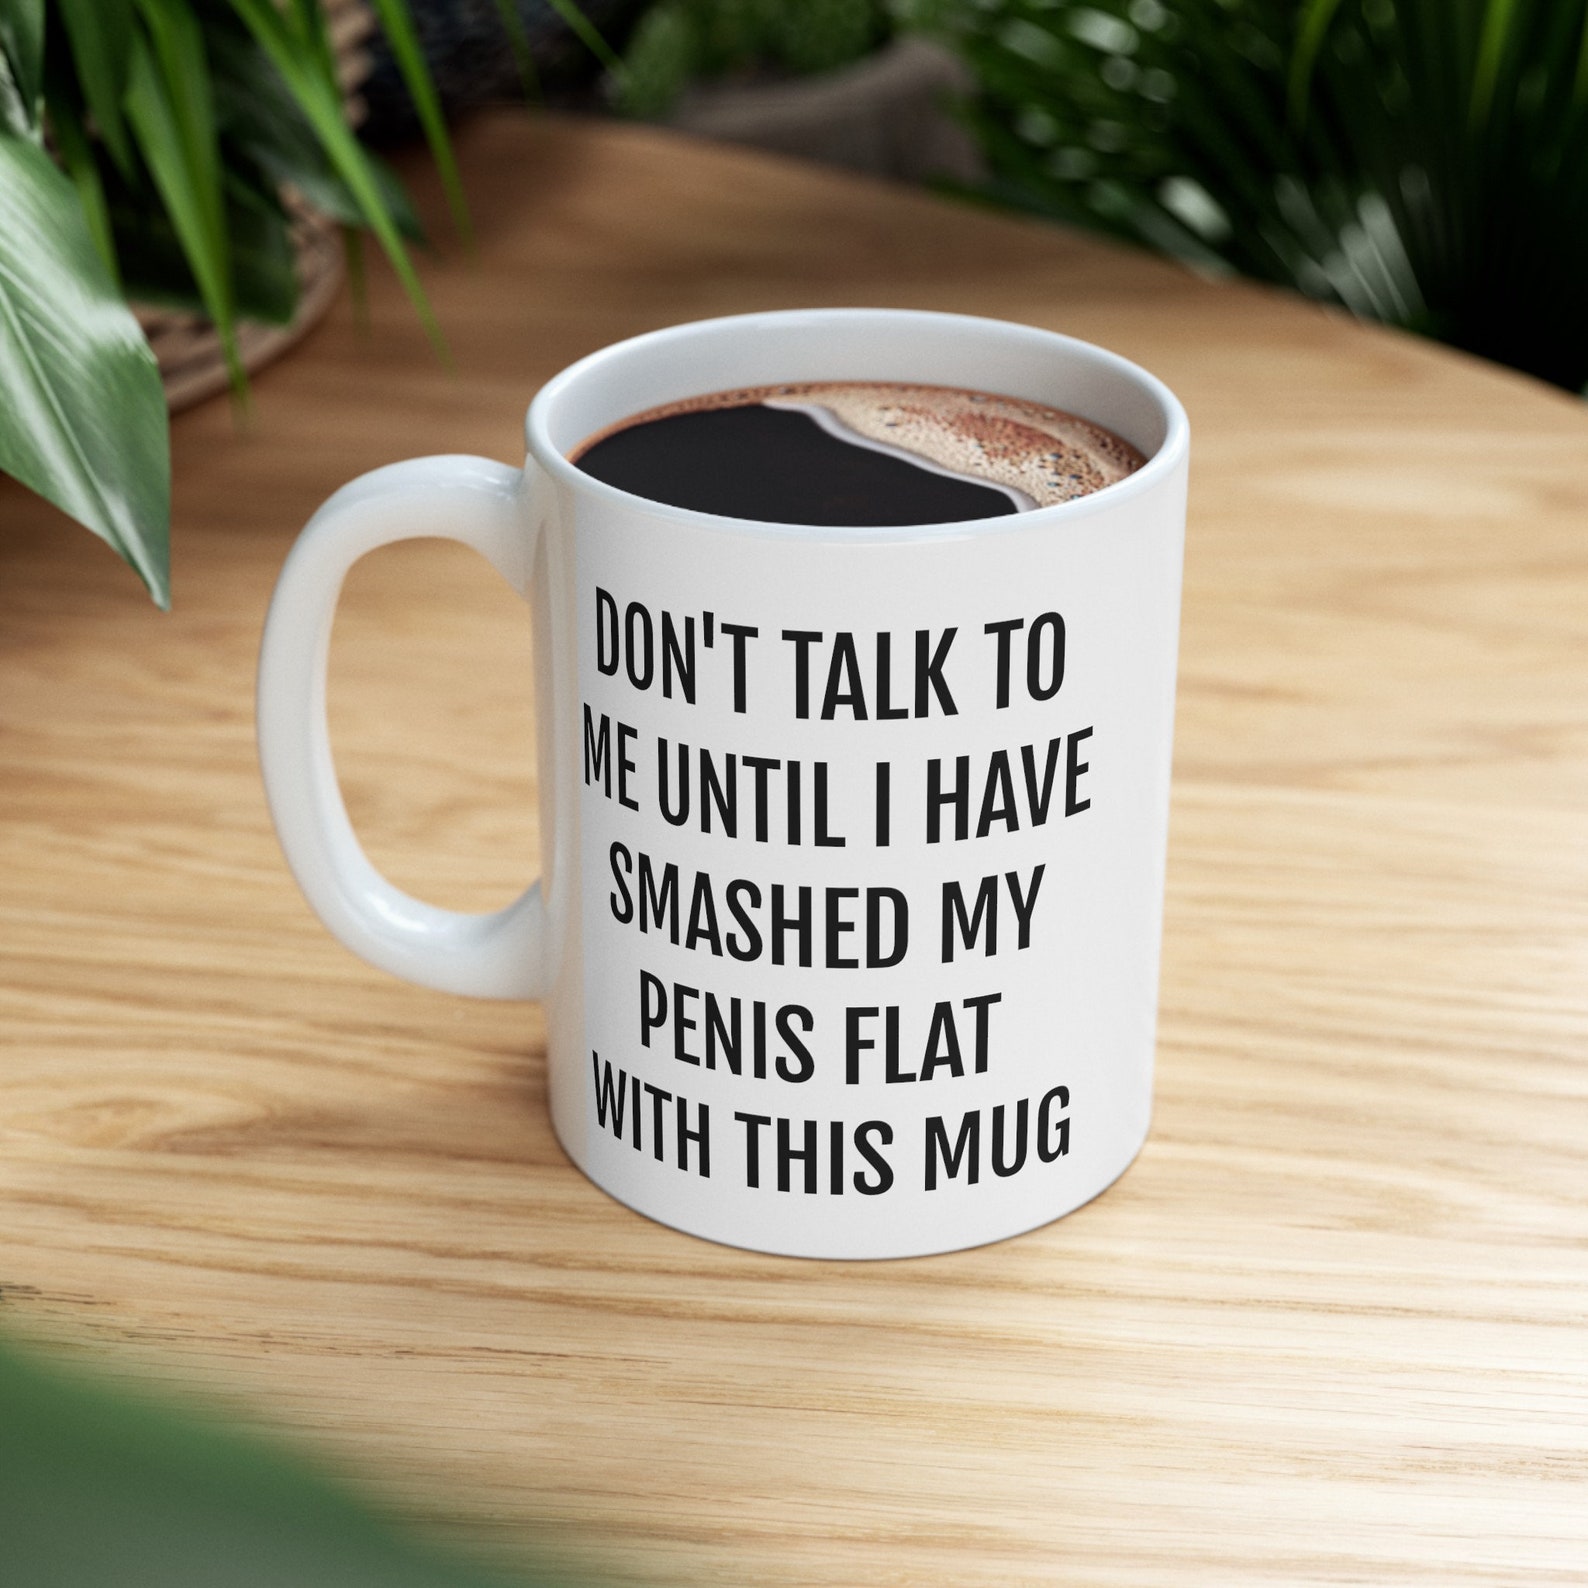 DON'T TALK TO
ME UNTIL I HAVE
SMASHED MY
PENIS FLAT
WITH THIS MUG